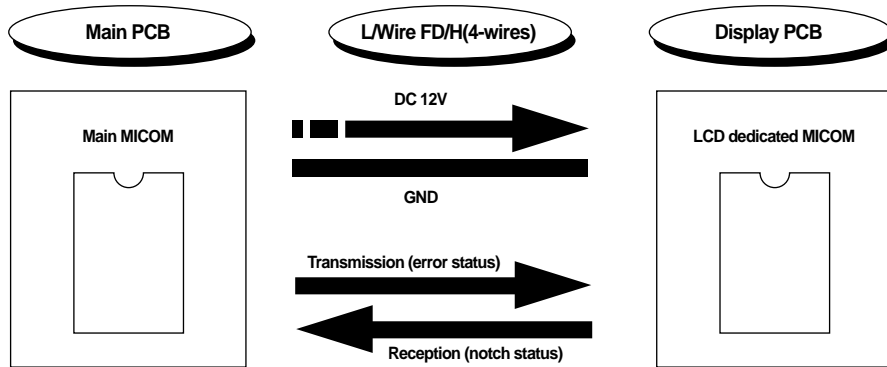 Main PCB
L/Wire FD/H(4-wires)
Display PCB
DC 12V
Main MICOM
LCD dedicated MICOM
GND
Transmission (error status)
Reception (notch status)